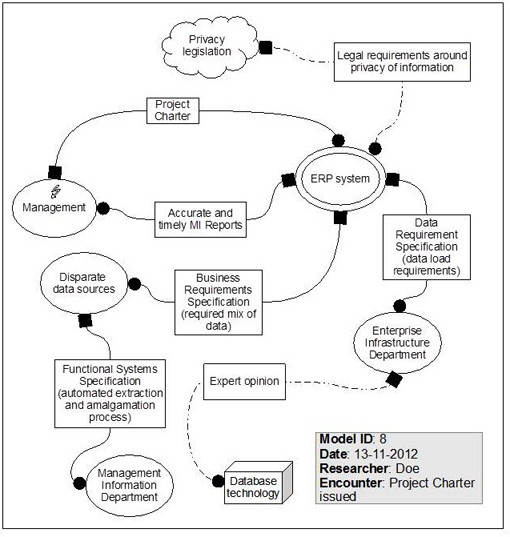 Privacy
legislation
Legal requirements around
privacy of information
Project
Charter
ERP system
Management
Accurate and
timely MI Reports
Data
Requirement
Specification
(data load
requirements)
Disparate
data sources
Business
Requirements
Specification
(required mix of
data)
Enterprise
Infrastructure
Department
Functional Systems
Specification
(automated extraction
and amalgamation
process)
Expert opinion
Management
Information
Department
Database
technology
Model ID: 8
Date: 13-11-2012
Researcher: Doe
Encounter: Project Charter
issued